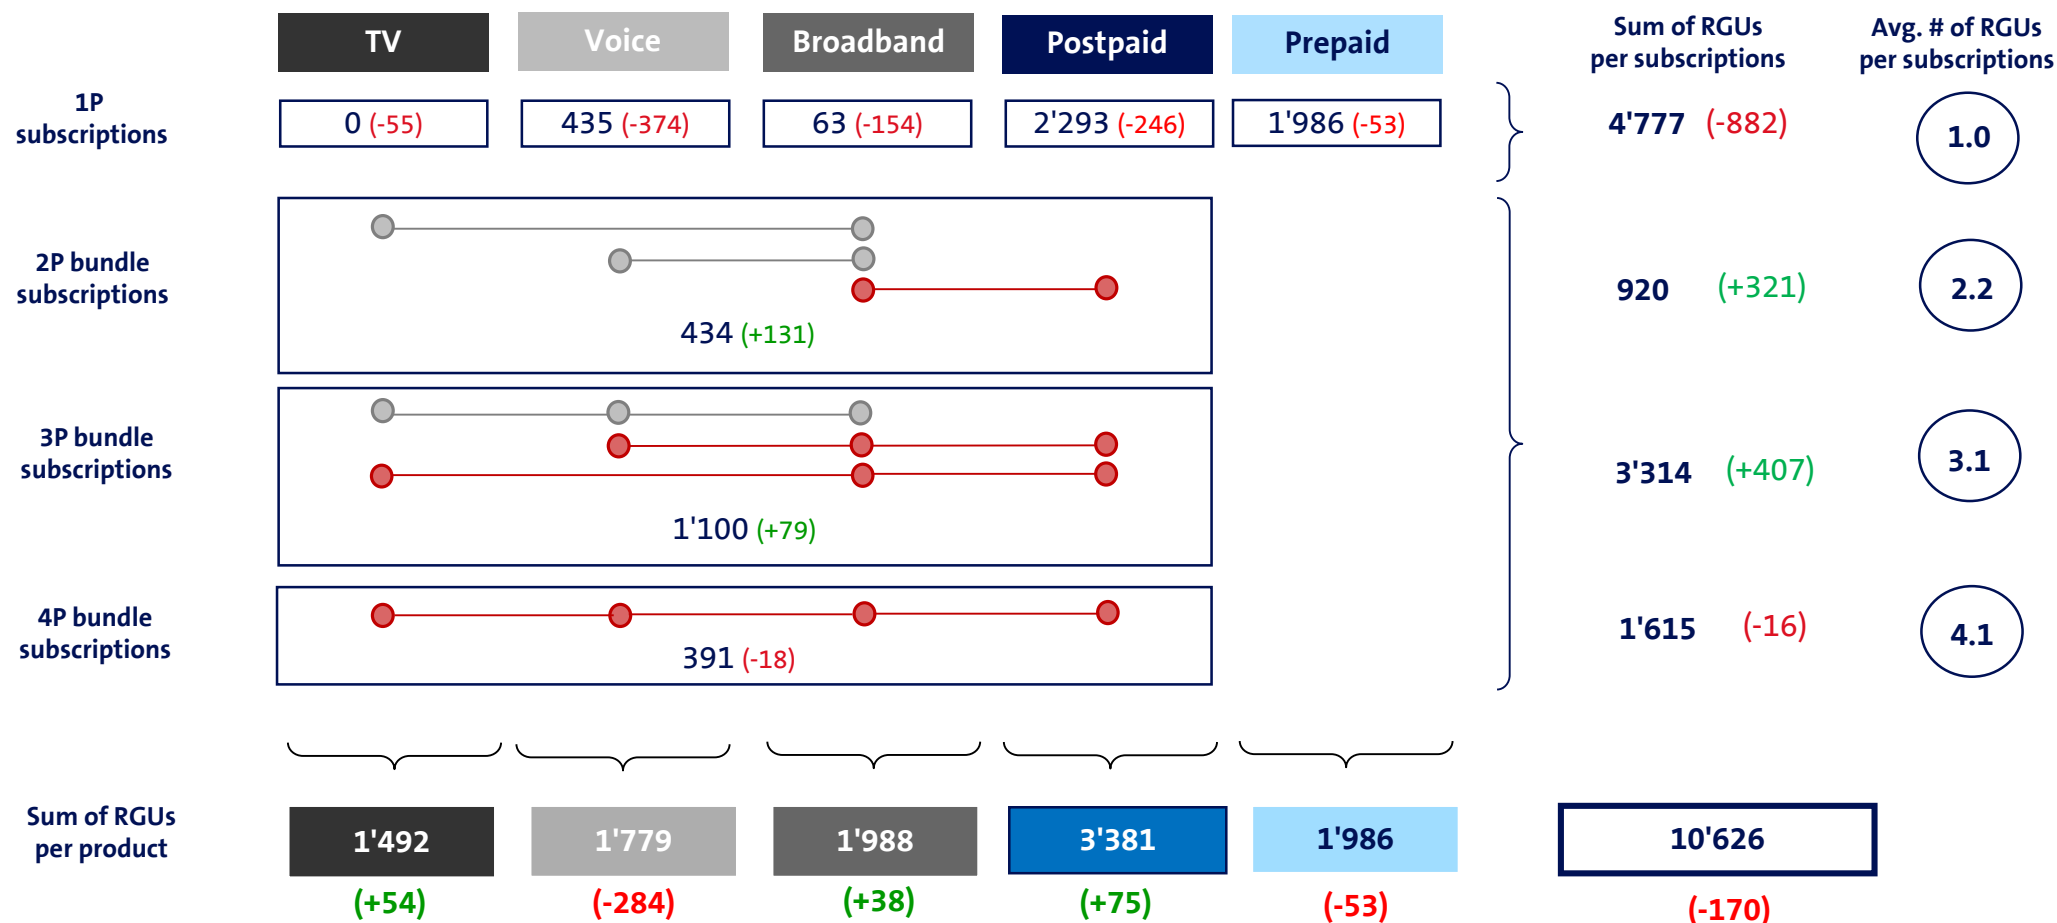 TV
Voice
Broadband
Postpaid
Prepaid
Sum of RGUs
per subscriptions
Avg. # of RGUs
per subscriptions
1P
subscriptions
0 (-55)
435 (-374)
63 (-154)
2'293 (-246)
1'986 (-53)
4'777 (-882)
1.0
2P bundle
subscriptions
434 (+131)
920 (+321)
2.2
3P bundle
subscriptions
1'100 (+79)
3'314 (+407)
3.1
4P bundle
subscriptions
391 (-18)
1'615 (-16)
4.1
Sum of RGUs
per product
1'492
1'779
1'988
3'381
1'986
10'626
(+54)
(-284)
(+38)
(+75)
(-53)
(-170)